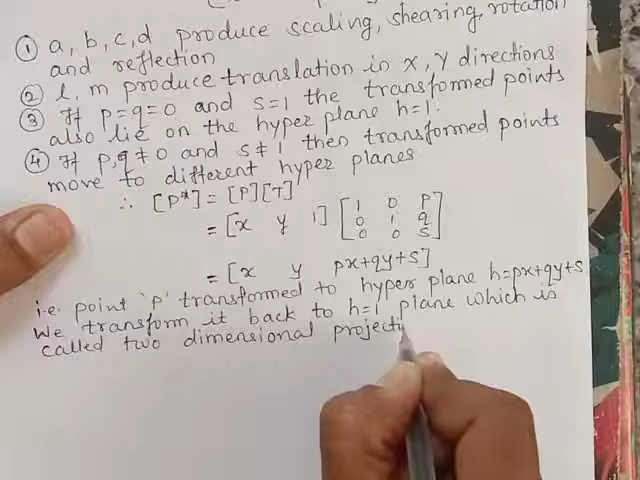 ① a, b, c, d produce scaling, shearing, rotation
and reflection
② l, m produce translation in x, y directions
③ If p=q=0 and s=1 the transformed points
also lie on the hyper plane h=1.
④ If p,q ≠ 0 and s ≠ 1 then transformed points
move to different hyper planes
∴ [P*] = [P][T]
= [x y 1] [1 0 p
0 1 q
0 0 s]
= [x y px+qy+s]
i.e. point 'p' transformed to hyper plane h=px+qy+s
We transform it back to h=1 plane which is
called two dimensional projecti